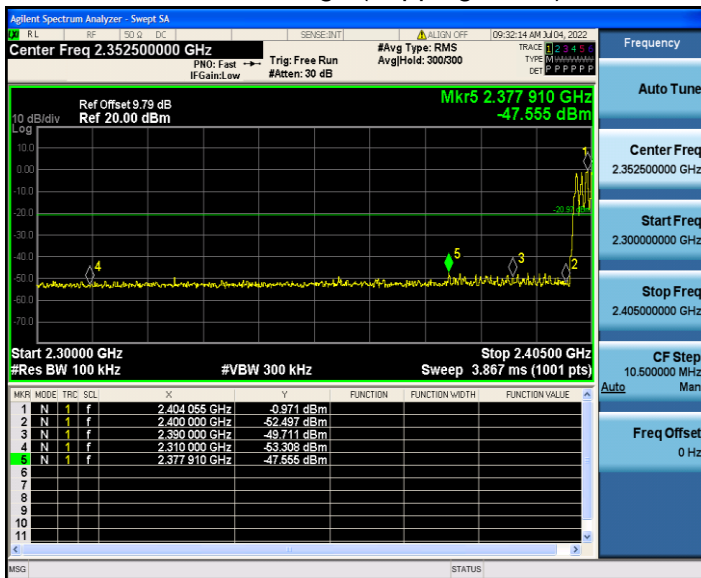 Agilent Spectrum Analyzer - Swept SA
RL RF 50 Ω DC SENSE:INT ALIGN OFF 09:32:14 AM Jul 04, 2022
Center Freq 2.352500000 GHz #Avg Type: RMS TRACE 1 2 3 4 5 6
PNO: Fast Trig: Free Run Avg|Hold: 300/300 TYPE M
IFGain:Low #Atten: 30 dB DET P P P P P P
Mkr5 2.377 910 GHz
-47.555 dBm
Ref Offset 9.79 dB
10 dB/div Ref 20.00 dBm
Log
10.0
0.00
-10.0
-20.0
-30.0
-40.0
-50.0
-60.0
-70.0
1
4
5
3
2
Start 2.30000 GHz Stop 2.40500 GHz
#Res BW 100 kHz #VBW 300 kHz Sweep 3.867 ms (1001 pts)
MKR MODE TRC SCL X Y FUNCTION FUNCTION WIDTH FUNCTION VALUE
1 N 1 f 2.404 055 GHz -0.971 dBm
2 N 1 f 2.400 000 GHz -52.497 dBm
3 N 1 f 2.390 000 GHz -49.711 dBm
4 N 1 f 2.310 000 GHz -53.308 dBm
5 N 1 f 2.377 910 GHz -47.555 dBm
6
7
8
9
10
11
MSG STATUS
Frequency
Auto Tune
Center Freq
2.352500000 GHz
Start Freq
2.300000000 GHz
Stop Freq
2.405000000 GHz
CF Step
10.500000 MHz
Auto Man
Freq Offset
0 Hz